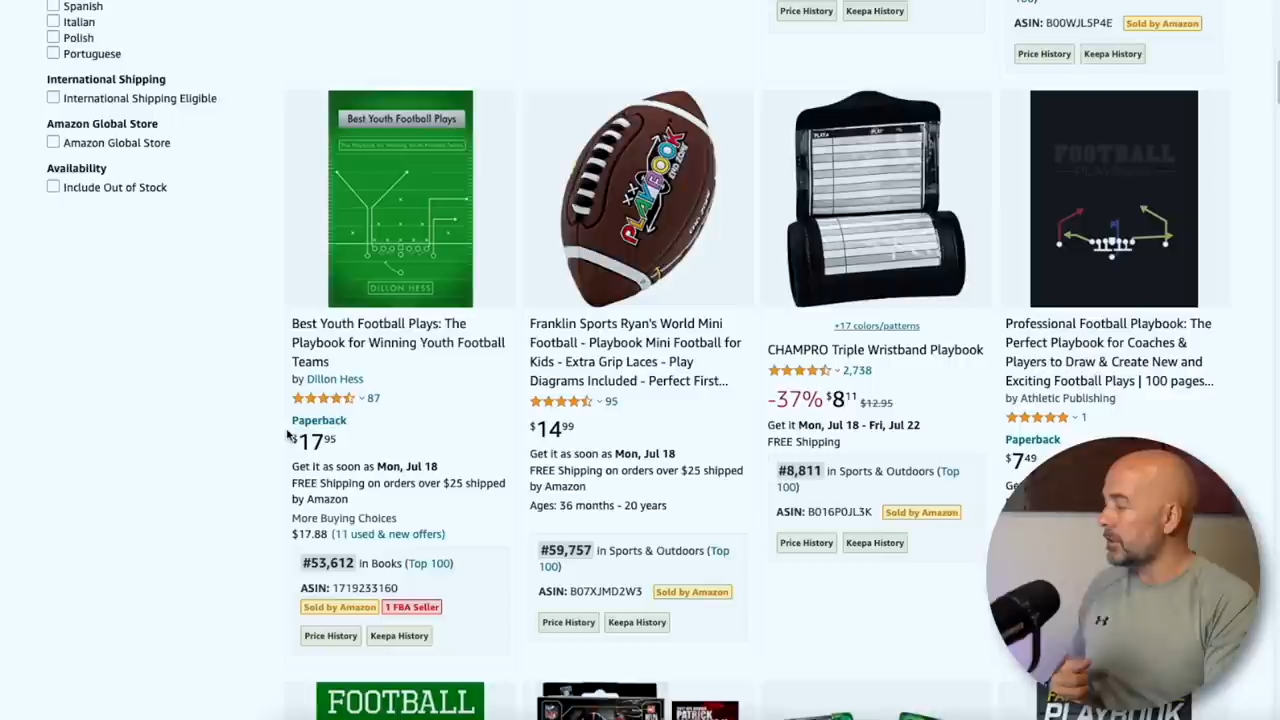 Spanish
Italian
Polish
Portuguese
International Shipping
International Shipping Eligible
Amazon Global Store
Amazon Global Store
Availability
Include Out of Stock
Price History
Keepa History
100)
ASIN: B00WJLSP4E
Sold by Amazon
Price History
Keepa History
Best Youth Football Plays
The Playbook for Winning Youth Football Teams
DILLON HESS
Best Youth Football Plays: The
Playbook for Winning Youth Football
Teams
by Dillon Hess
87
Paperback
$17.95
Get it as soon as Mon, Jul 18
FREE Shipping on orders over $25 shipped
by Amazon
More Buying Choices
$17.88 (11 used & new offers)
#53,612 in Books (Top 100)
ASIN: 1719233160
Sold by Amazon
1 FBA Seller
Price History
Keepa History
PLAYBOOK
Franklin Sports Ryan's World Mini
Football - Playbook Mini Football for
Kids - Extra Grip Laces - Play
Diagrams Included - Perfect First...
95
$14.99
Get it as soon as Mon, Jul 18
FREE Shipping on orders over $25 shipped
by Amazon
Ages: 36 months - 20 years
#59,757 in Sports & Outdoors (Top
100)
ASIN: B07XJMD2W3
Sold by Amazon
Price History
Keepa History
+17 colors/patterns
CHAMPRO Triple Wristband Playbook
2,738
-37% $8.11 $12.95
Get it Mon, Jul 18 - Fri, Jul 22
FREE Shipping
#8,811 in Sports & Outdoors (Top
100)
ASIN: B016P0JL3K
Sold by Amazon
Price History
Keepa History
FOOTBALL
Professional Football Playbook: The
Perfect Playbook for Coaches &
Players to Draw & Create New and
Exciting Football Plays | 100 pages...
by Athletic Publishing
1
Paperback
$7.49
FOOTBALL
PLAYBOOK